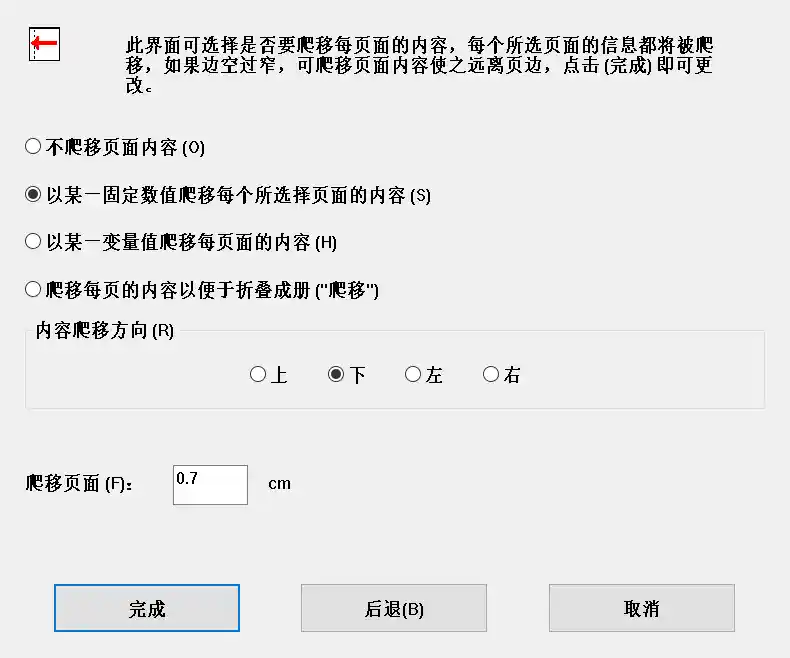 此界面可选择是否要爬移每页面的内容，每个所选页面的信息都将被爬
移，如果边空过窄，可爬移页面内容使之远离页边，点击(完成)即可更
改。
不爬移页面内容(O)
以某一固定数值爬移每个所选择页面的内容(S)
以某一变量值爬移每页面的内容(H)
爬移每页的内容以便于折叠成册("爬移")
内容爬移方向(R)
上 下 左 右
爬移页面(F)： 0.7 cm
完成 后退(B) 取消